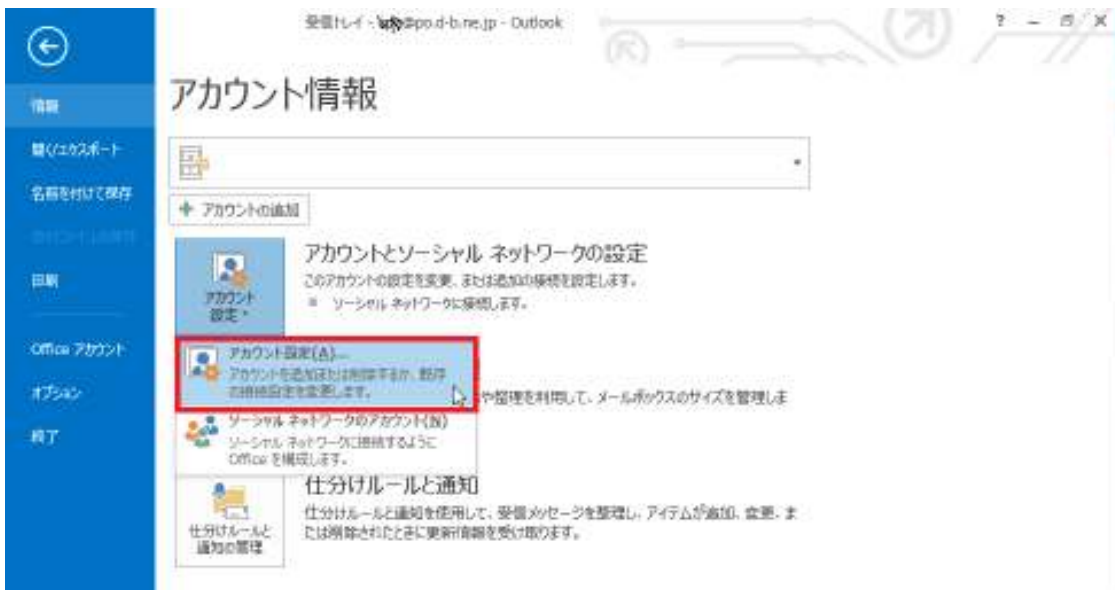 受信トレイ - @po.d-b.ne.jp - Outlook
?
アカウント情報
情報
開く/エクスポート
名前を付けて保存
印刷
Office アカウント
オプション
終了
+ アカウントの追加
アカウント
設定
アカウントとソーシャル ネットワークの設定
このアカウントの設定を変更、または追加の接続を設定します。
ソーシャル ネットワークに接続します。
アカウント設定(A)...
アカウントを追加または削除するか、既存
の接続設定を変更します。
や整理を利用して、メールボックスのサイズを管理しま
ソーシャル ネットワークのアカウント(N)
ソーシャル ネットワークに接続するように
Office を構成します。
仕分けルールと
通知の管理
仕分けルールと通知
仕分けルールと通知を使用して、受信メッセージを整理し、アイテムが追加、変更、ま
たは削除されたときに更新情報を受け取ります。